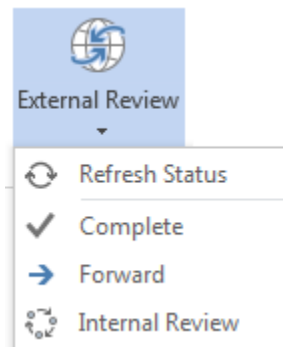 External Review
Refresh Status
Complete
Forward
Internal Review